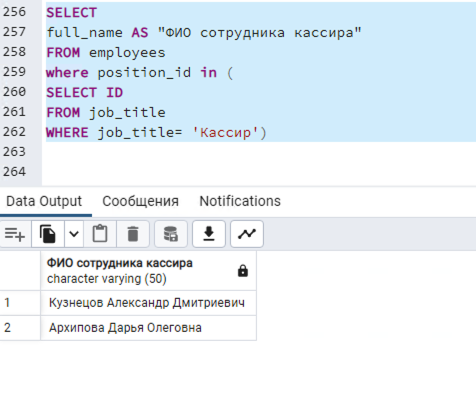 256 SELECT
257 full_name AS "ФИО сотрудника кассира"
258 FROM employees
259 where position_id in (
260 SELECT ID
261 FROM job_title
262 WHERE job_title= 'Кассир')
263
264
Data Output Сообщения Notifications
ФИО сотрудника кассира
character varying (50)
1 Кузнецов Александр Дмитриевич
2 Архипова Дарья Олеговна